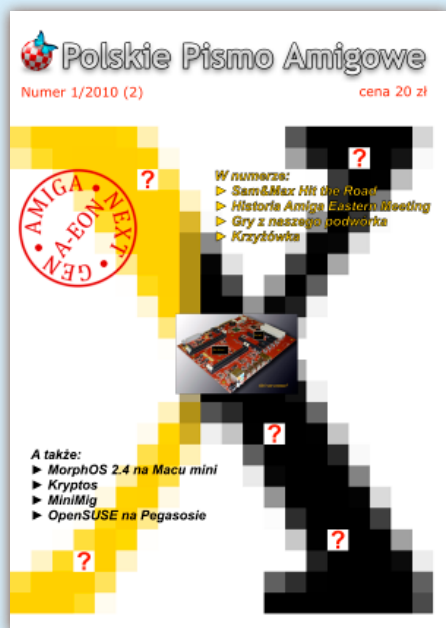 Polskie Pismo Amigowe
Numer 1/2010 (2)
cena 20 zł
AMIGA • NEXT • GEN •
A-EON
?
?
W numerze:
► Sam&Max Hit the Road
► Historia Amiga Eastern Meeting
► Gry z naszego podwórka
► Krzyżówka
?
A także:
► MorphOS 2.4 na Macu mini
► Kryptos
► MiniMig
► OpenSUSE na Pegasosie
?
?